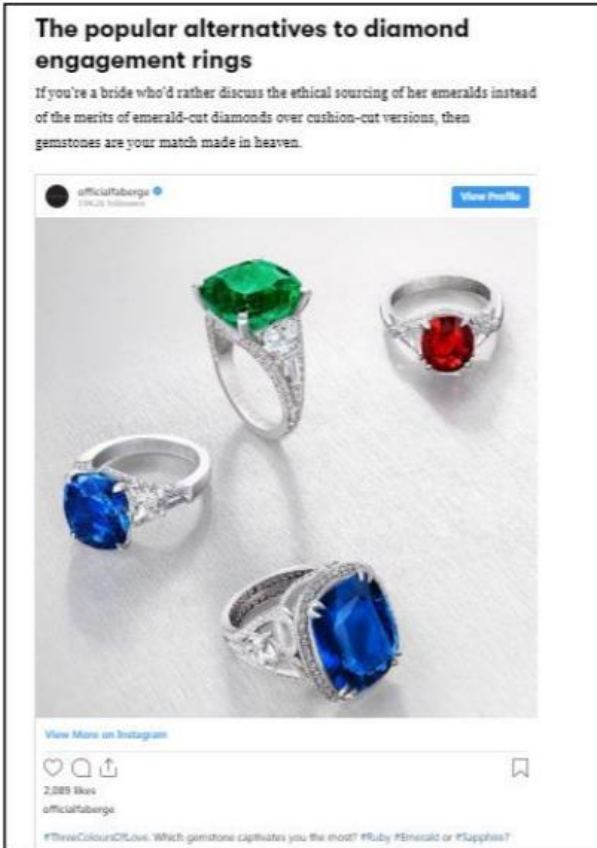 The popular alternatives to diamond
engagement rings
If you're a bride who'd rather discuss the ethical sourcing of her emeralds instead
of the merits of emerald-cut diamonds over cushion-cut versions, then
gemstones are your match made in heaven.
officialfaberge
followers
View Profile
View More on Instagram
2,089 likes
officialfaberge
#ThreeColoursOfLove. Which gemstone captivates you the most? #Ruby #Emerald or #Sapphire?